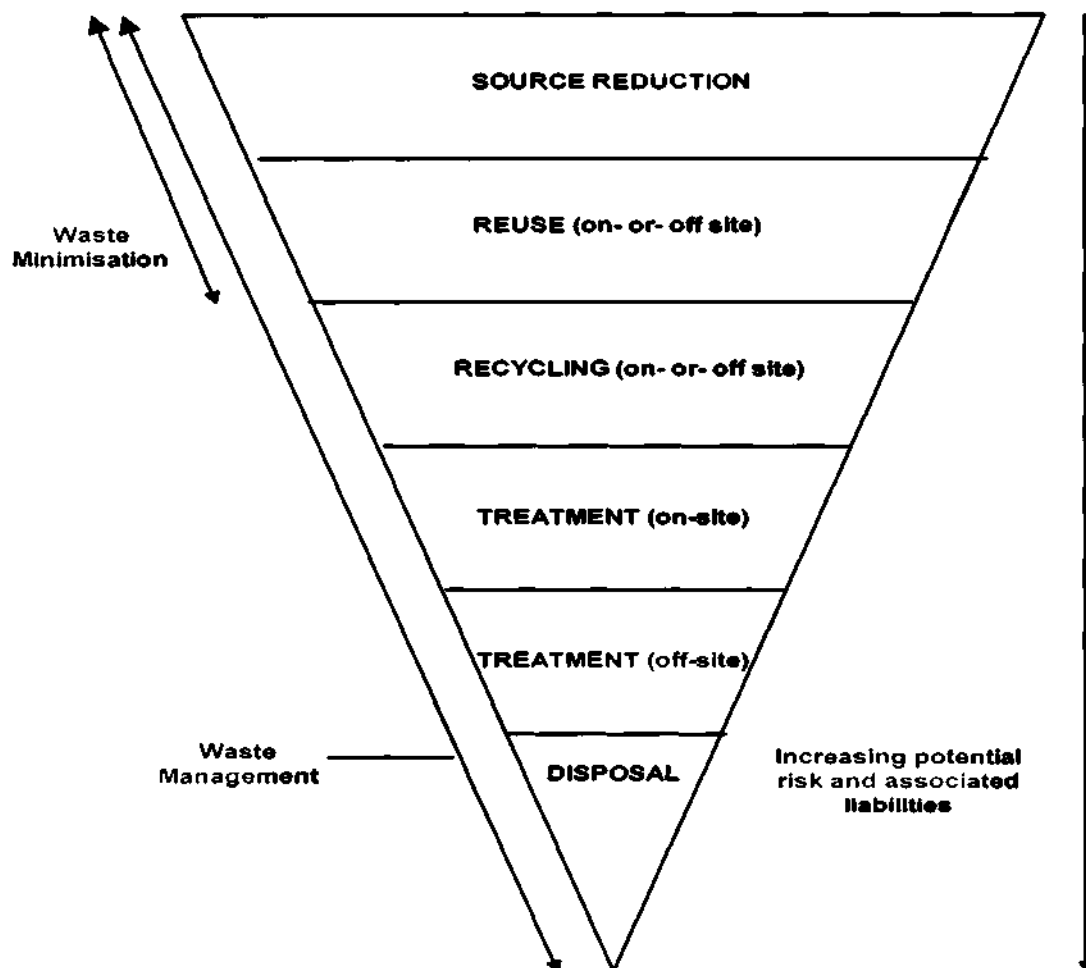 SOURCE REDUCTION
REUSE (on- or- off site)
Waste
Minimisation
RECYCLING (on- or- off site)
TREATMENT (on-site)
TREATMENT (off-site)
Waste
Management
DISPOSAL
Increasing potential
risk and associated
liabilities